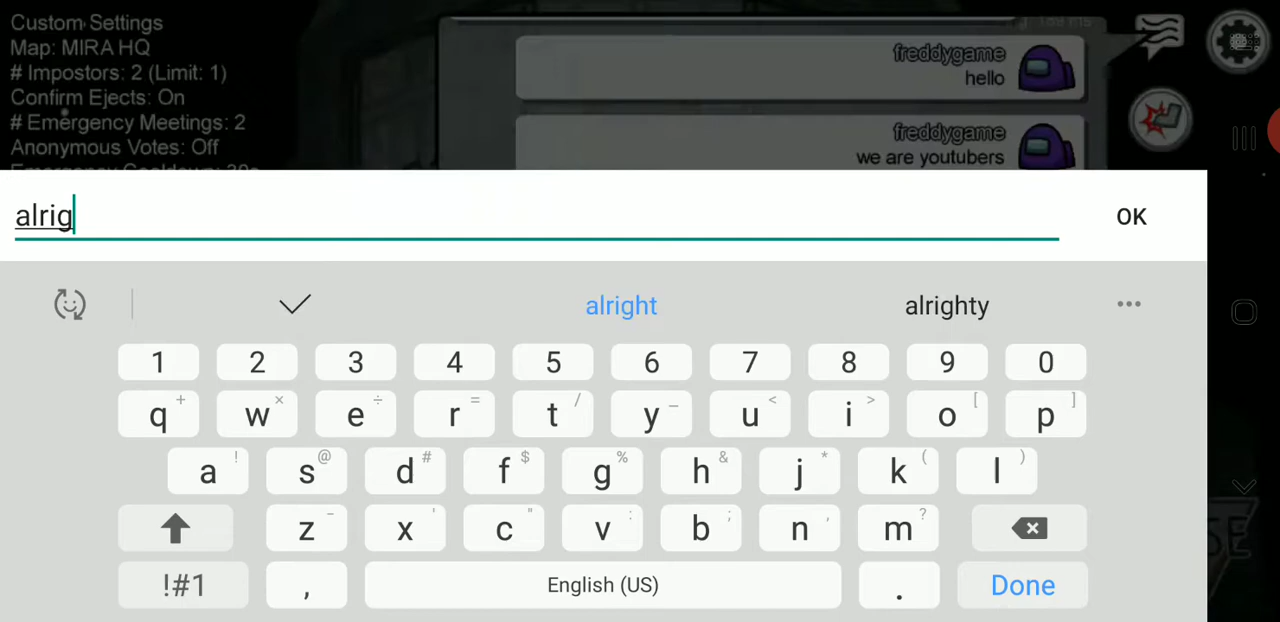 Custom Settings
Map: MIRA HQ
# Impostors: 2 (Limit: 1)
Confirm Ejects: On
# Emergency Meetings: 2
Anonymous Votes: Off
freddygame
hello
freddygame
we are youtubers
alrig
OK
alright
alrighty
1 2 3 4 5 6 7 8 9 0
q + w × e ÷ r = t / y _ u < i > o [ p ]
a ! s @ d # f $ g % h & j * k ( l )
z - x ' c " v : b ; n , m ?
!#1 , English (US) . Done